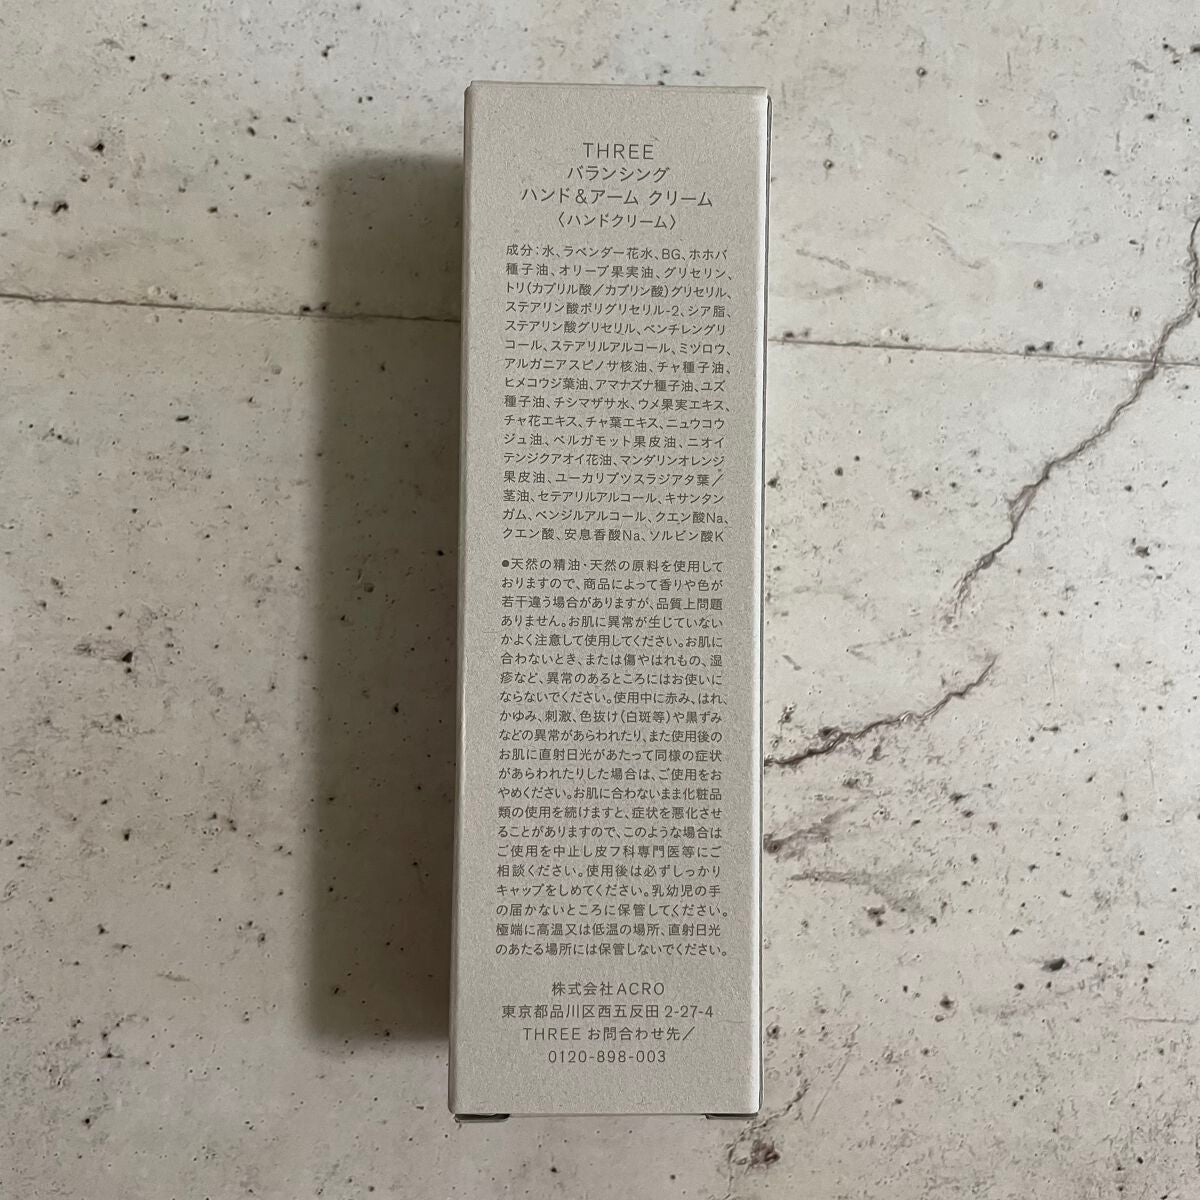 THREE
バランシング
ハンド&アーム クリーム
〈ハンドクリーム〉
成分:水、ラベンダー花水、BG、ホホバ
種子油、オリーブ果実油、グリセリン、
トリ(カプリル酸/カプリン酸)グリセリル、
ステアリン酸ポリグリセリル-2、シア脂、
ステアリン酸グリセリル、ペンチレングリ
コール、ステアリルアルコール、ミツロウ、
アルガニアスピノサ核油、チャ種子油、
ヒメコウジ葉油、アマナズナ種子油、ユズ
種子油、チシマザサ水、ウメ果実エキス、
チャ花エキス、チャ葉エキス、ニュウコウ
ジュ油、ベルガモット果皮油、ニオイ
テンジクアオイ花油、マンダリンオレンジ
果皮油、ユーカリプツスラジアタ葉/
茎油、セテアリルアルコール、キサンタン
ガム、ベンジルアルコール、クエン酸Na、
クエン酸、安息香酸Na、ソルビン酸K
●天然の精油・天然の原料を使用して
おりますので、商品によって香りや色が
若干違う場合がありますが、品質上問題
ありません。お肌に異常が生じていない
かよく注意して使用してください。お肌に
合わないとき、または傷やはれもの、湿
疹など、異常のあるところにはお使いに
ならないでください。使用中に赤み、はれ、
かゆみ、刺激、色抜け(白斑等)や黒ずみ
などの異常があらわれたり、また使用後の
お肌に直射日光があたって同様の症状
があらわれたりした場合は、ご使用をお
やめください。お肌に合わないまま化粧品
類の使用を続けますと、症状を悪化させ
ることがありますので、このような場合は
ご使用を中止し皮フ科専門医等にご
相談ください。使用後は必ずしっかり
キャップをしめてください。乳幼児の手
の届かないところに保管してください。
極端に高温又は低温の場所、直射日光
のあたる場所には保管しないでください。
株式会社ACRO
東京都品川区西五反田 2-27-4
THREE お問合わせ先/
0120-898-003